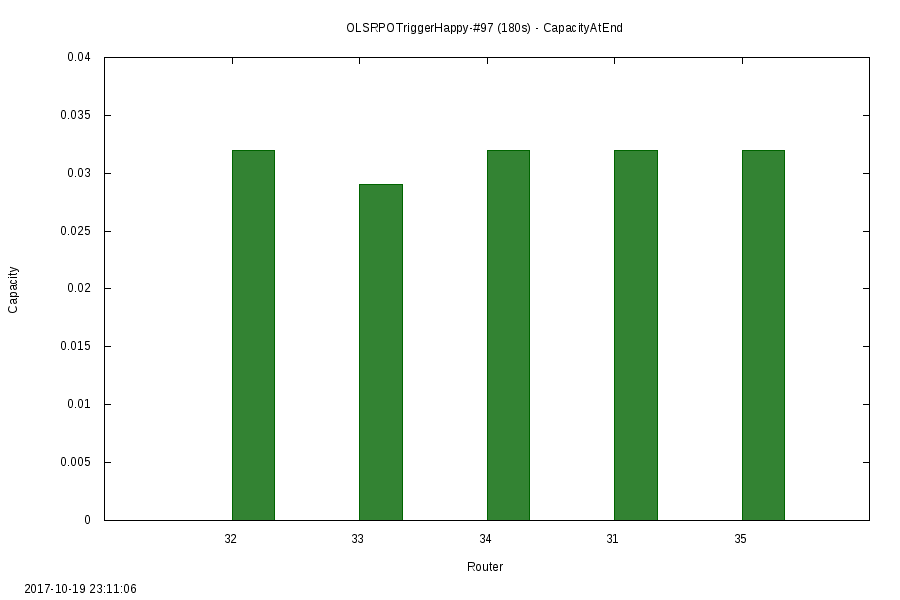 OLSRPOTriggerHappy-#97 (180s) - CapacityAtEnd
0.04
0.035
0.03
0.025
0.02
0.015
0.01
0.005
0
Capacity
32 33 34 31 35
Router
2017-10-19 23:11:06